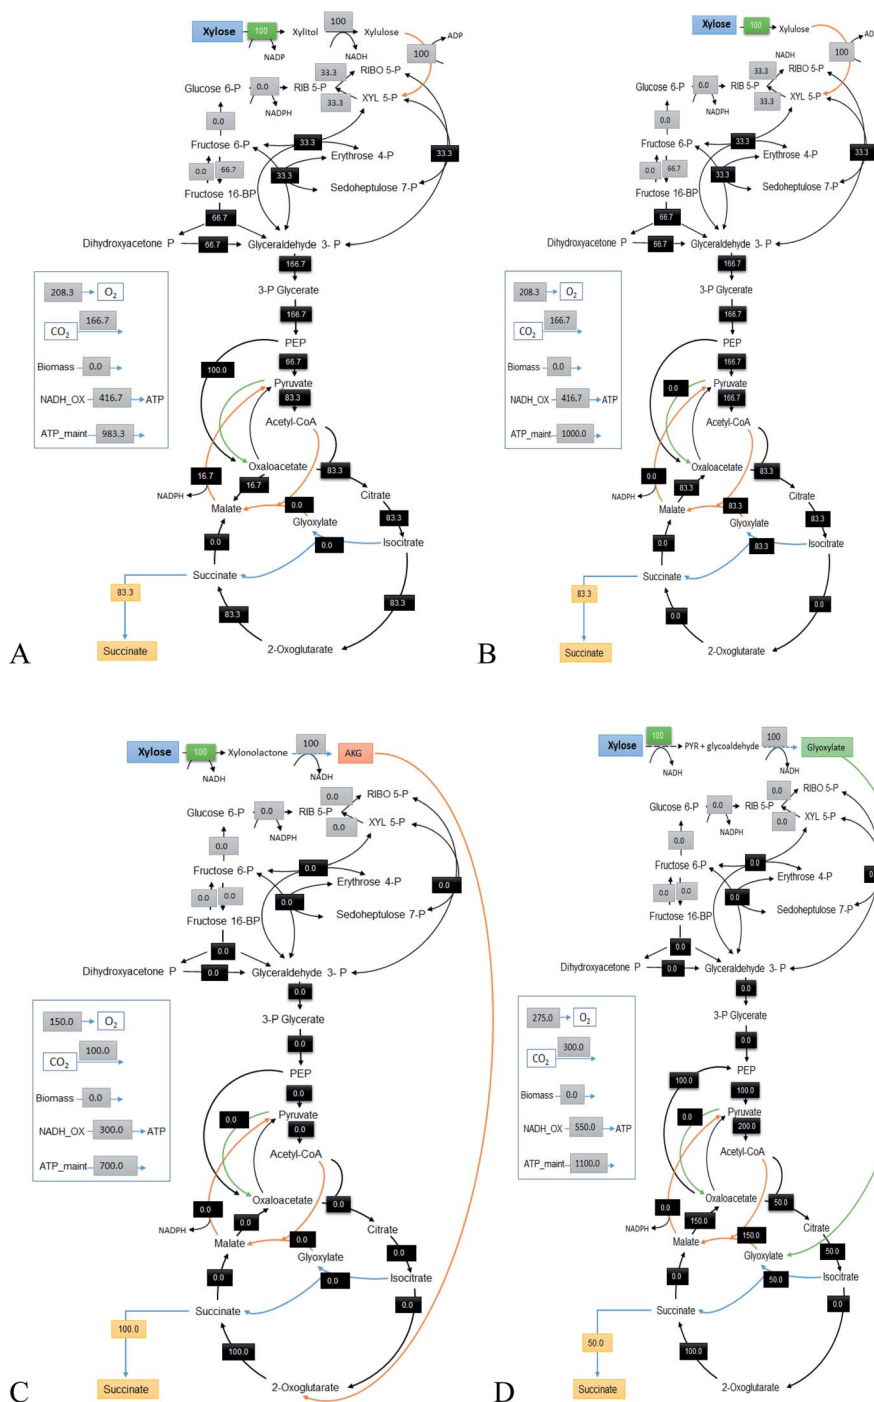 Xylose 100 Xylitol 100 Xylulose
NADP NADH 100 ADP
33.3 RIBO 5-P
Glucose 6-P 0.0 RIB 5-P
NADPH 33.3 XYL 5-P
0.0
Fructose 6-P 33.3
Erythrose 4-P 33.3
0.0 66.7 33.3
Fructose 16-BP Sedoheptulose 7-P
66.7
Dihydroxyacetone P 66.7 Glyceraldehyde 3- P
166.7
208.3 O2
3-P Glycerate
CO2 166.7
166.7
PEP
Biomass 0.0
100.0 66.7
Pyruvate
NADH_OX 416.7 ATP
83.3
Acetyl-CoA
ATP_maint 983.3
Oxaloacetate 83.3
16.7 16.7 Citrate
NADPH 0.0
Malate 83.3
Glyoxylate
0.0 0.0 Isocitrate
Succinate
83.3 83.3 83.3
Succinate 2-Oxoglutarate
A
Xylose 100 Xylulose
100
NADH
33.3 RIBO 5-P
Glucose 6-P 0.0 RIB 5-P
NADPH 33.3 XYL 5-P
0.0
Fructose 6-P 33.3
Erythrose 4-P 33.3
0.0 66.7 33.3
Fructose 16-BP Sedoheptulose 7-P
66.7
Dihydroxyacetone P 66.7 Glyceraldehyde 3- P
166.7
208.3 O2
3-P Glycerate
CO2 166.7
166.7
PEP
Biomass 0.0
166.7
0.0 Pyruvate
NADH_OX 416.7 ATP
166.7
Acetyl-CoA
ATP_maint 1000.0
Oxaloacetate 83.3
0.0 83.3 Citrate
NADPH 83.3
Malate 83.3
Glyoxylate
0.0 83.3 Isocitrate
Succinate
83.3 0.0 0.0
Succinate 2-Oxoglutarate
B
Xylose 100 Xylonolactone 100 AKG
NADH NADH
0.0 RIBO 5-P
Glucose 6-P 0.0 RIB 5-P
NADPH 0.0 XYL 5-P
0.0
Fructose 6-P 0.0
Erythrose 4-P 0.0
0.0 0.0 0.0
Fructose 16-BP Sedoheptulose 7-P
0.0
Dihydroxyacetone P 0.0 Glyceraldehyde 3- P
0.0
150.0 O2
3-P Glycerate
CO2 100.0
0.0
PEP
Biomass 0.0
0.0 0.0
Pyruvate
NADH_OX 300.0 ATP
0.0
Acetyl-CoA
ATP_maint 700.0
Oxaloacetate 0.0
0.0 0.0 Citrate
NADPH 0.0
Malate 0.0
Glyoxylate
0.0 0.0 Isocitrate
0.0
Succinate
100.0 100.0
Succinate 2-Oxoglutarate
C
Xylose 100 PYR + glycoaldehyde 100 Glyoxylate
NADH NADH
0.0 RIBO 5-P
Glucose 6-P 0.0 RIB 5-P
NADPH 0.0 XYL 5-P
0.0
Fructose 6-P 0.0
Erythrose 4-P
0.0 0.0 0.0
Fructose 16-BP Sedoheptulose 7-P
0.0
Dihydroxyacetone P 0.0 Glyceraldehyde 3- P
0.0
275.0 O2
3-P Glycerate
CO2 300.0
0.0
PEP
Biomass 0.0
100.0 100.0
0.0 Pyruvate
NADH_OX 550.0 ATP
200.0
Acetyl-CoA
ATP_maint 1100.0
Oxaloacetate 50.0
0.0 150.0 Citrate
NADPH 150.0
Malate 50.0
Glyoxylate
0.0 50.0 Isocitrate
0.0
Succinate
50.0 100.0
Succinate 2-Oxoglutarate
D